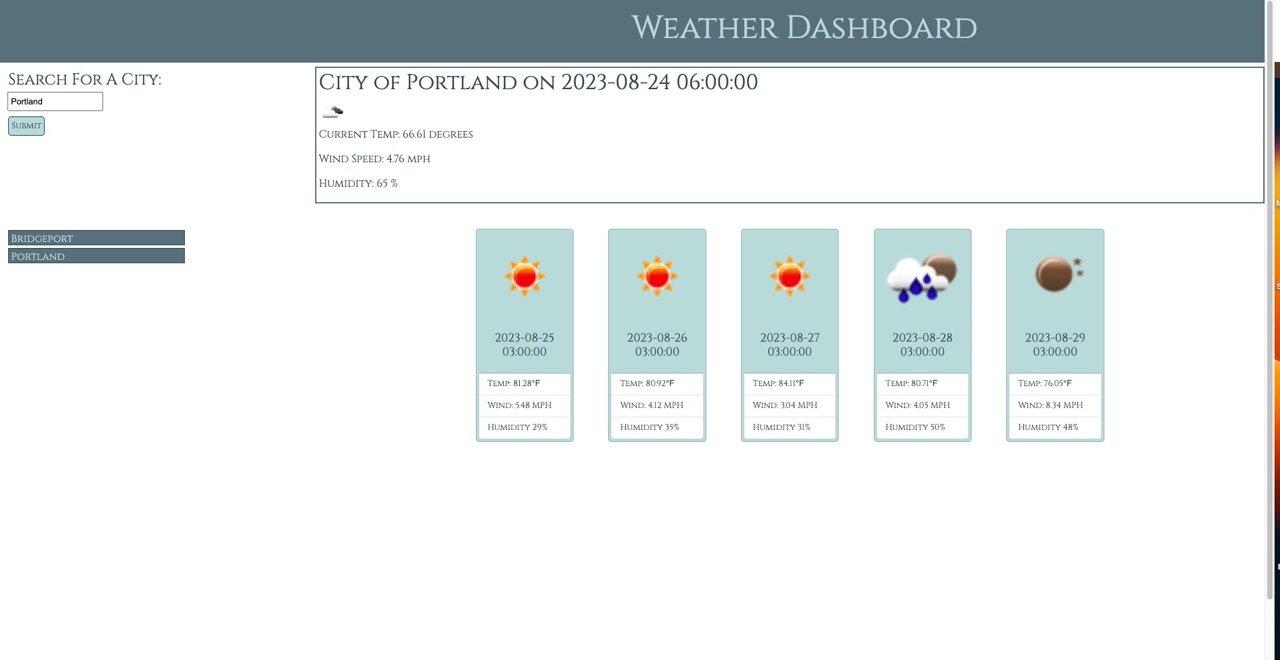 Weather Dashboard
Search For A City:
Portland
Submit
Bridgeport
Portland
City of Portland on 2023-08-24 06:00:00
Current Temp: 66.61 degrees
Wind Speed: 4.76 mph
Humidity: 65 %
2023-08-25
03:00:00
Temp: 81.28°F
Wind: 5.48 MPH
Humidity 29%
2023-08-26
03:00:00
Temp: 80.92°F
Wind: 4.12 MPH
Humidity 35%
2023-08-27
03:00:00
Temp: 84.11°F
Wind: 3.04 MPH
Humidity 31%
2023-08-28
03:00:00
Temp: 80.71°F
Wind: 4.05 MPH
Humidity 50%
2023-08-29
03:00:00
Temp: 76.05°F
Wind: 8.34 MPH
Humidity 48%